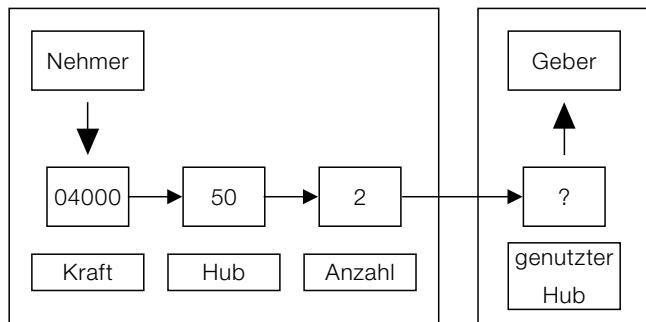 Nehmer
Geber
04000
50
2
?
Kraft
Hub
Anzahl
genutzter
Hub